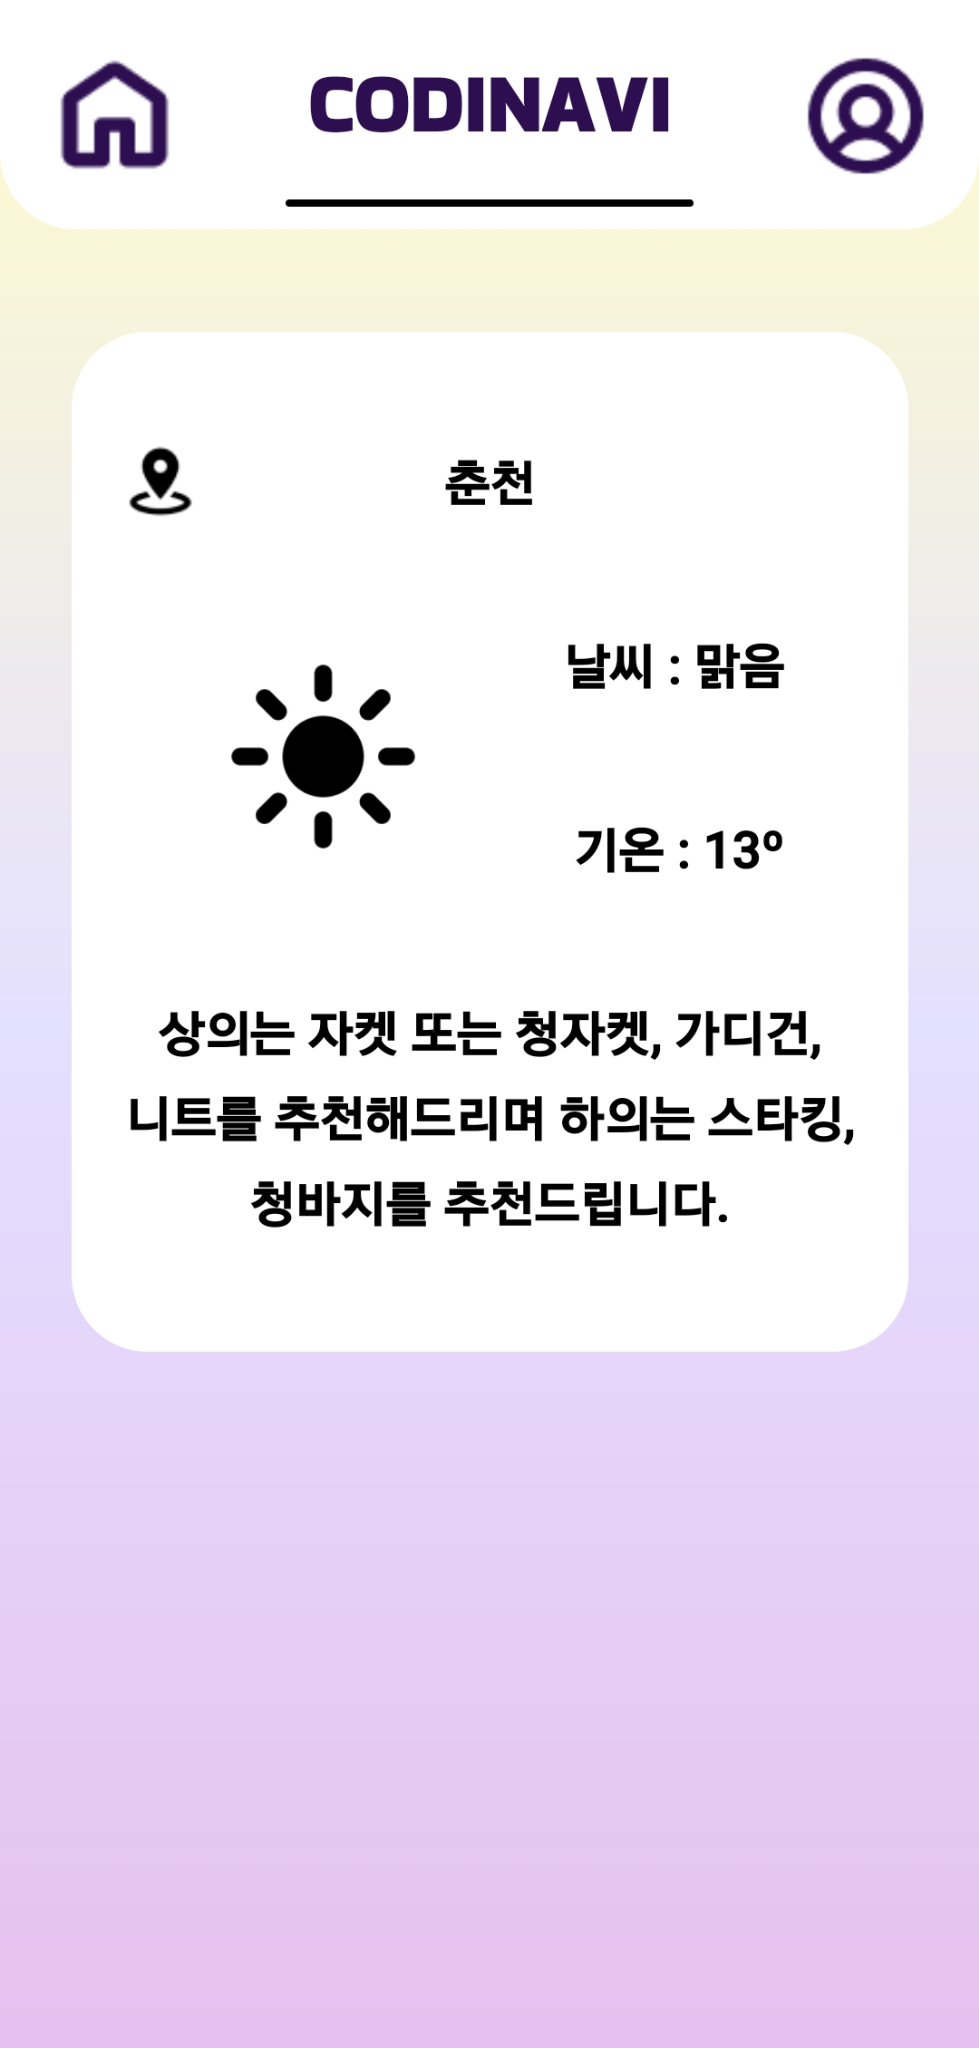 CODINAVI
춘천
날씨 : 맑음
기온 : 13º
상의는 자켓 또는 청자켓, 가디건,
니트를 추천해드리며 하의는 스타킹,
청바지를 추천드립니다.